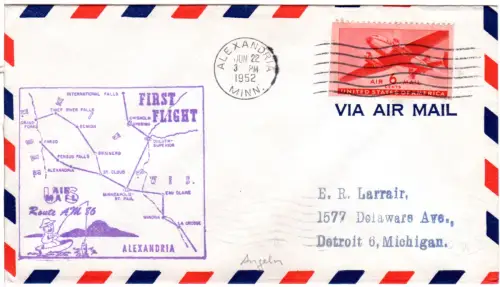 ALEXANDRIA
JUN 22
3 PM
1952
MINN.
AIR 6¢ MAIL
UNITED STATES OF AMERICA
VIA AIR MAIL
FIRST
FLIGHT
INTERNATIONAL FALLS
THIEF RIVER FALLS
GRAND FORKS
BEMIDJI
CHISHOLM
HIBBING
DULUTH-
SUPERIOR
FARGO
FERGUS FALLS
BRAINERD
ALEXANDRIA
ST. CLOUD
WIS.
MINNEAPOLIS
ST. PAUL
EAU CLAIRE
WINONA
LA CROSSE
U.S.
AIR
MAIL
Route AM 86
ALEXANDRIA
E. R. Larrair,
1577 Delaware Ave.,
Detroit 6, Michigan.
Angeln